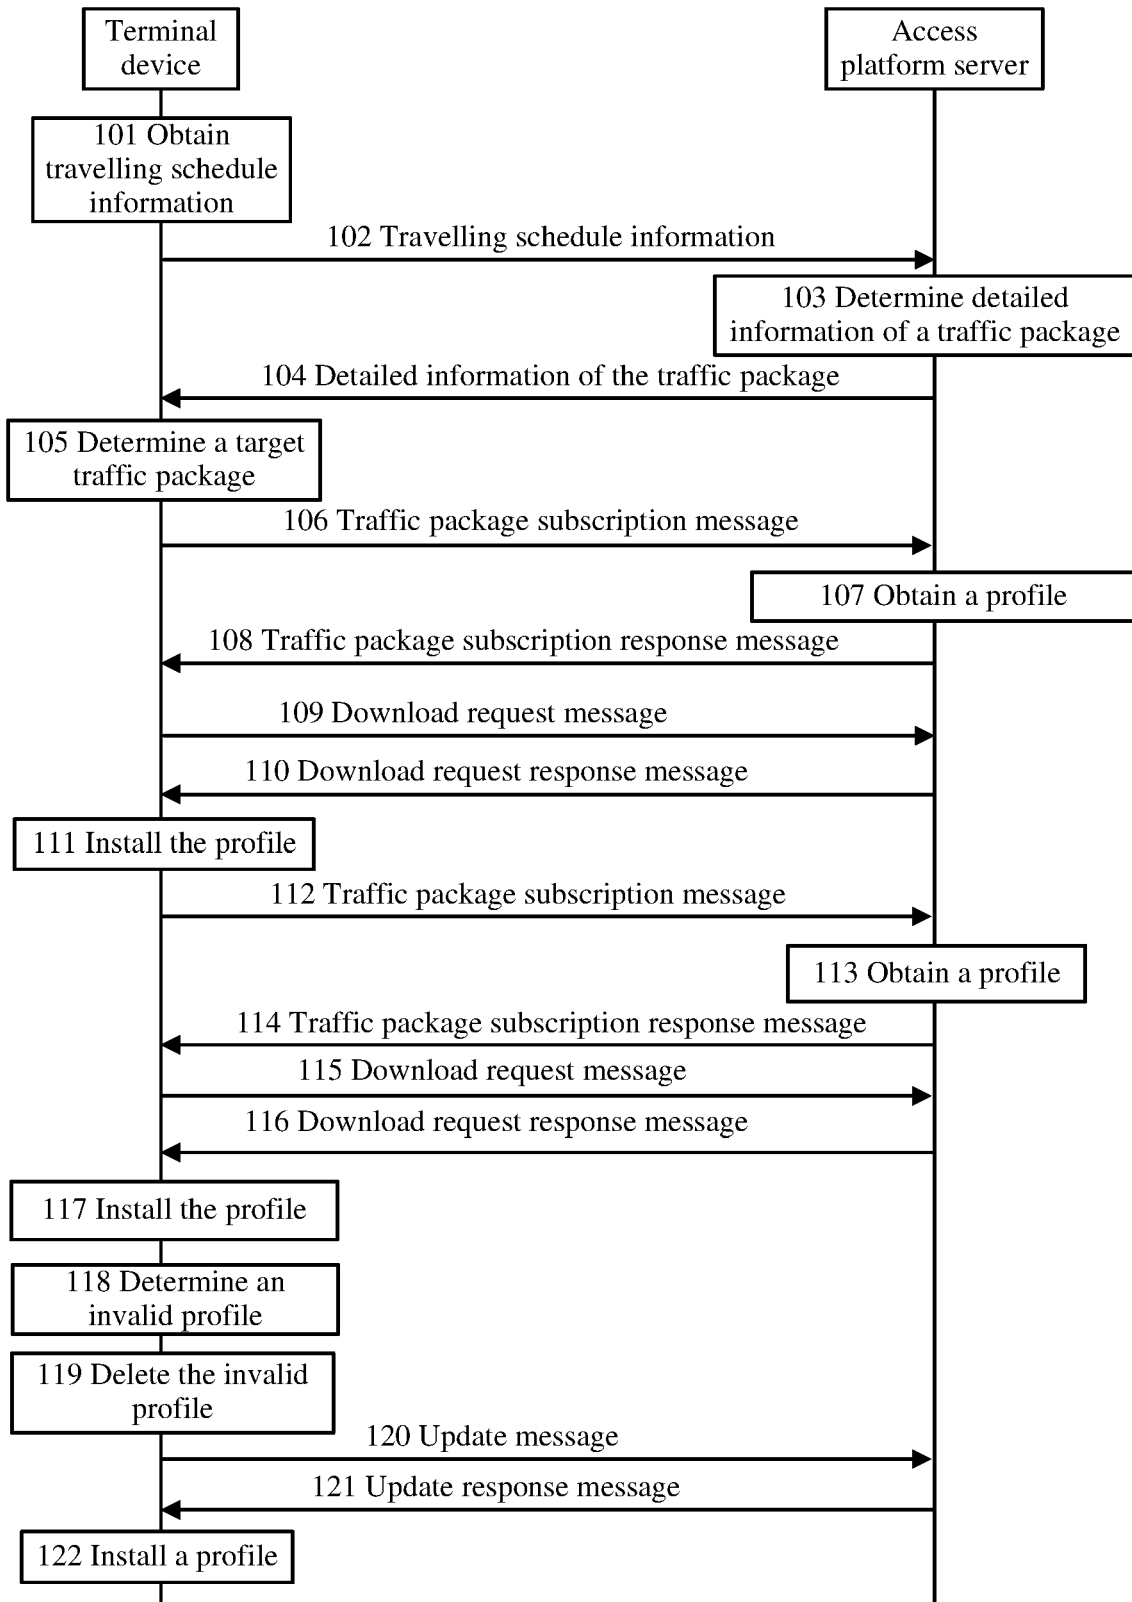 Terminal
device
Access
platform server
101 Obtain
travelling schedule
information
102 Travelling schedule information
103 Determine detailed
information of a traffic package
104 Detailed information of the traffic package
105 Determine a target
traffic package
106 Traffic package subscription message
107 Obtain a profile
108 Traffic package subscription response message
109 Download request message
110 Download request response message
111 Install the profile
112 Traffic package subscription message
113 Obtain a profile
114 Traffic package subscription response message
115 Download request message
116 Download request response message
117 Install the profile
118 Determine an
invalid profile
119 Delete the invalid
profile
120 Update message
121 Update response message
122 Install a profile